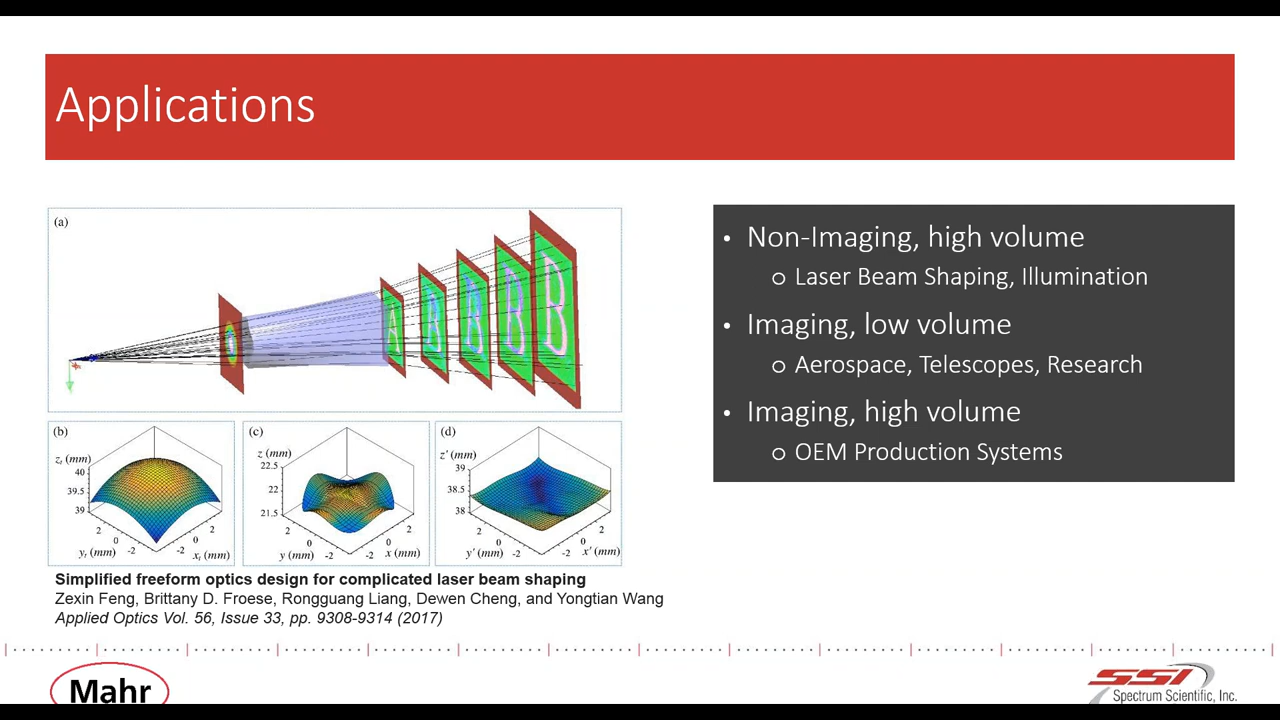 Applications
(a)
A
B
B
B
B
(b)
z_r (mm)
40
39.5
39
2
0
-2
y_r (mm)
2
0
-2
x_r (mm)
(c)
z (mm)
22.5
22
21.5
2
0
-2
y (mm)
2
0
-2
x (mm)
(d)
z' (mm)
39
38.5
38
2
0
-2
y' (mm)
2
0
-2
x' (mm)
Simplified freeform optics design for complicated laser beam shaping
Zexin Feng, Brittany D. Froese, Rongguang Liang, Dewen Cheng, and Yongtian Wang
Applied Optics Vol. 56, Issue 33, pp. 9308-9314 (2017)
• Non-Imaging, high volume
o Laser Beam Shaping, Illumination
• Imaging, low volume
o Aerospace, Telescopes, Research
• Imaging, high volume
o OEM Production Systems
Mahr
SSI
Spectrum Scientific, Inc.